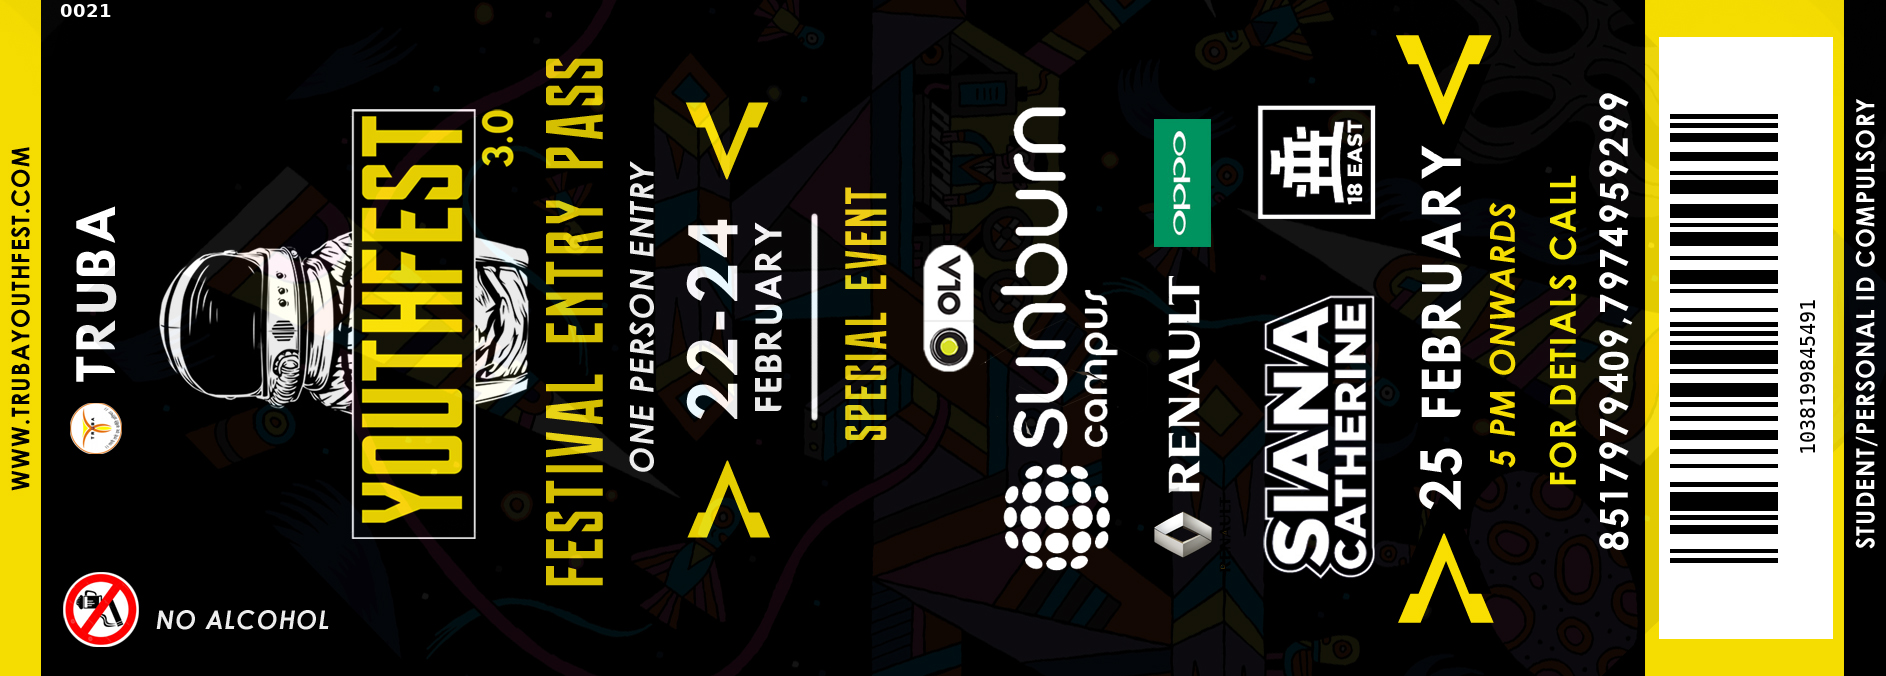 0021
WWW.TRUBAYOUTHFEST.COM
TRUBA
NO ALCOHOL
YOUTHFEST
3.0
FESTIVAL ENTRY PASS
ONE PERSON ENTRY
22-24
FEBRUARY
SPECIAL EVENT
OLA
sunburn
campus
RENAULT
oppo
SIANA
CATHERINE
18 EAST
25 FEBRUARY
5 PM ONWARDS
FOR DETIALS CALL
8517979409,7974959299
1038199845491
STUDENT/PERSONAL ID COMPULSORY